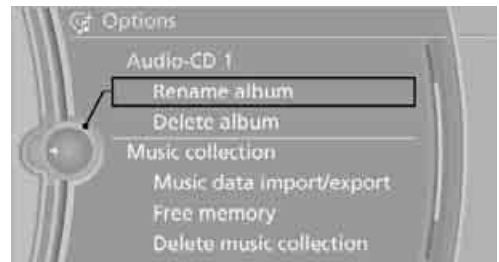 Options
Audio-CD 1
Rename album
Delete album
Music collection
Music data import/export
Free memory
Delete music collection